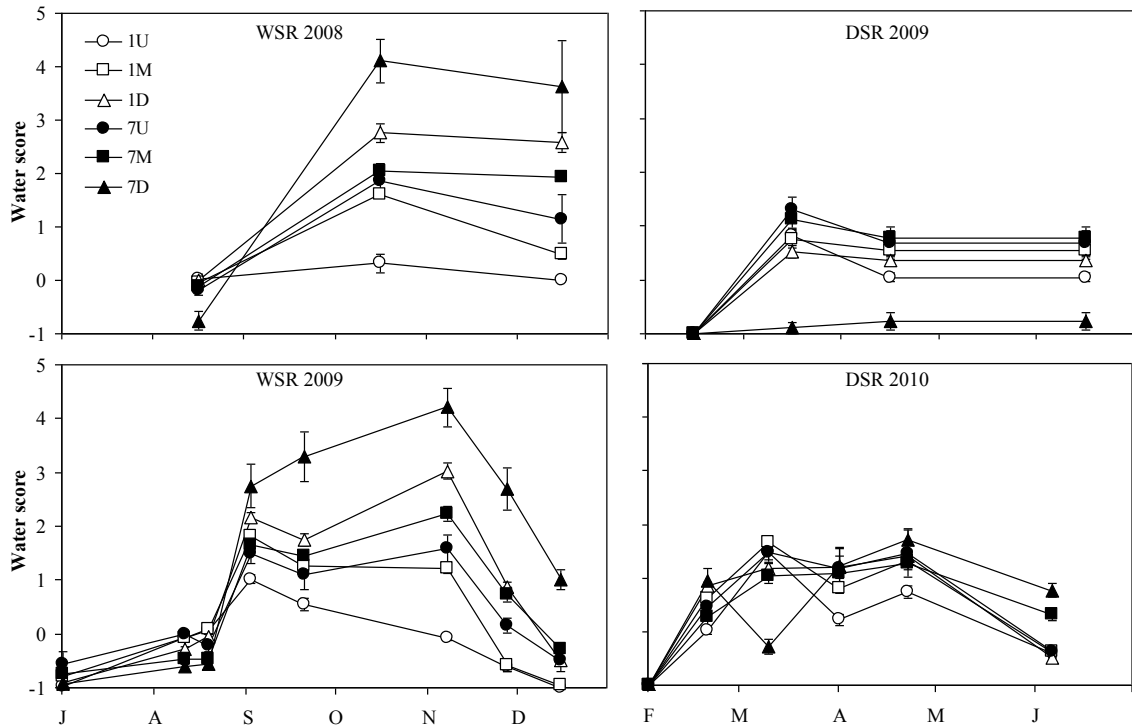 WSR 2008
DSR 2009
5
4
3
2
1
0
-1
Water score
1U
1M
1D
7U
7M
7D
WSR 2009
DSR 2010
5
4
3
2
1
0
-1
Water score
J A S O N D
F M A M J